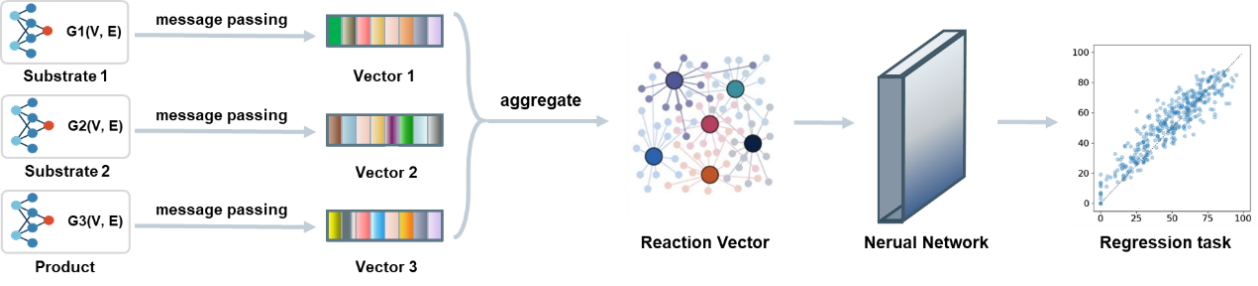 G1(V, E)
message passing
Substrate 1
Vector 1
G2(V, E)
message passing
Substrate 2
Vector 2
G3(V, E)
message passing
Product
Vector 3
aggregate
Reaction Vector
Nerual Network
100
80
60
40
20
0
0
25
50
75
100
Regression task